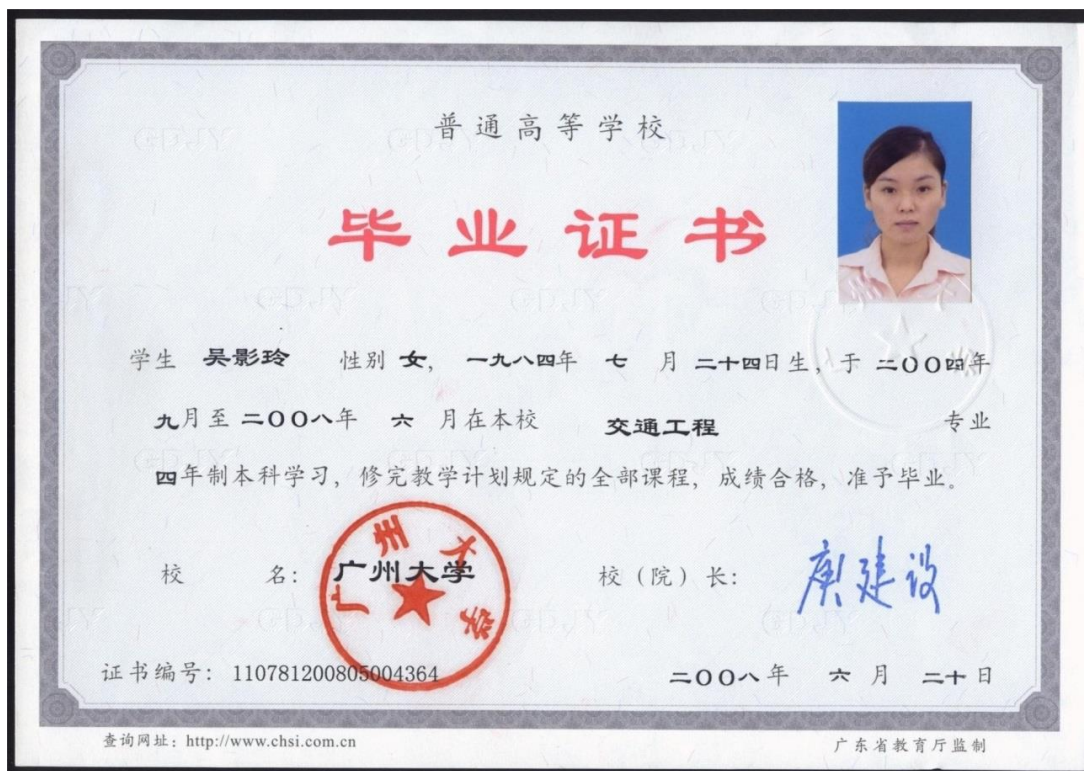 普通高等学校
毕业证书
学生 吴影玲 性别 女，一九八四年 七 月 二十四日生，于 二〇〇四年
九月至 二〇〇八年 六 月在本校 交通工程 专业
四年制本科学习，修完教学计划规定的全部课程，成绩合格，准予毕业。
校 名： 广州大学 校（院）长： 庾建设
广州大学
证书编号： 110781200805004364 二〇〇八年 六 月 二十日
查询网址：http://www.chsi.com.cn 广东省教育厅监制